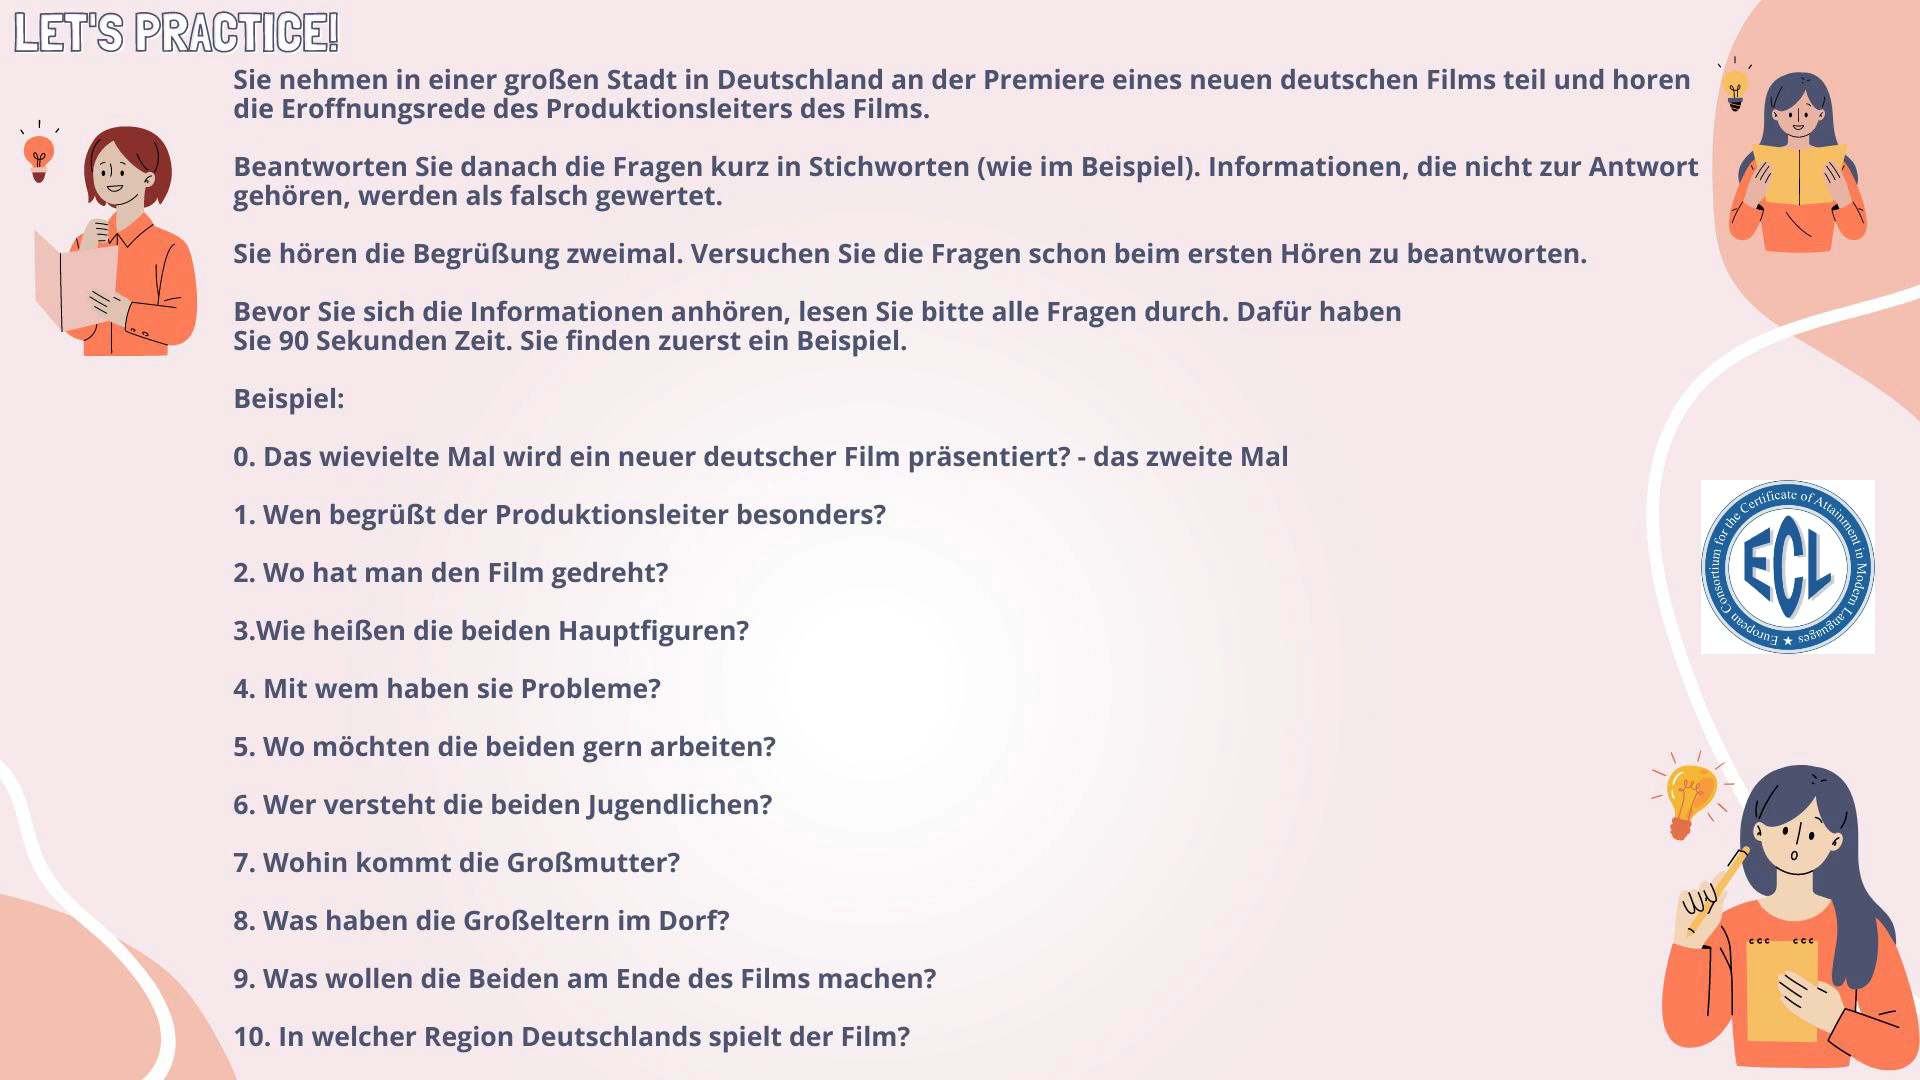 LET'S PRACTICE!
Sie nehmen in einer großen Stadt in Deutschland an der Premiere eines neuen deutschen Films teil und horen
die Eroffnungsrede des Produktionsleiters des Films.
Beantworten Sie danach die Fragen kurz in Stichworten (wie im Beispiel). Informationen, die nicht zur Antwort
gehören, werden als falsch gewertet.
Sie hören die Begrüßung zweimal. Versuchen Sie die Fragen schon beim ersten Hören zu beantworten.
Bevor Sie sich die Informationen anhören, lesen Sie bitte alle Fragen durch. Dafür haben
Sie 90 Sekunden Zeit. Sie finden zuerst ein Beispiel.
Beispiel:
0. Das wievielte Mal wird ein neuer deutscher Film präsentiert? - das zweite Mal
1. Wen begrüßt der Produktionsleiter besonders?
2. Wo hat man den Film gedreht?
3.Wie heißen die beiden Hauptfiguren?
4. Mit wem haben sie Probleme?
5. Wo möchten die beiden gern arbeiten?
6. Wer versteht die beiden Jugendlichen?
7. Wohin kommt die Großmutter?
8. Was haben die Großeltern im Dorf?
9. Was wollen die Beiden am Ende des Films machen?
10. In welcher Region Deutschlands spielt der Film?
European Consortium for the Certificate of Attainment in Modern Languages
ECL